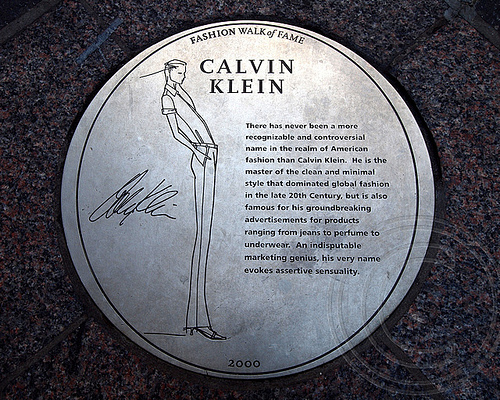 FASHION WALK of FAME
CALVIN
KLEIN
There has never been a more
recognizable and controversial
name in the realm of American
fashion than Calvin Klein. He is the
master of the clean and minimal
style that dominated global fashion
in the late 20th Century, but is also
famous for his groundbreaking
advertisements for products
ranging from jeans to perfume to
underwear. An indisputable
marketing genius, his very name
evokes assertive sensuality.
Calvin Klein
2000